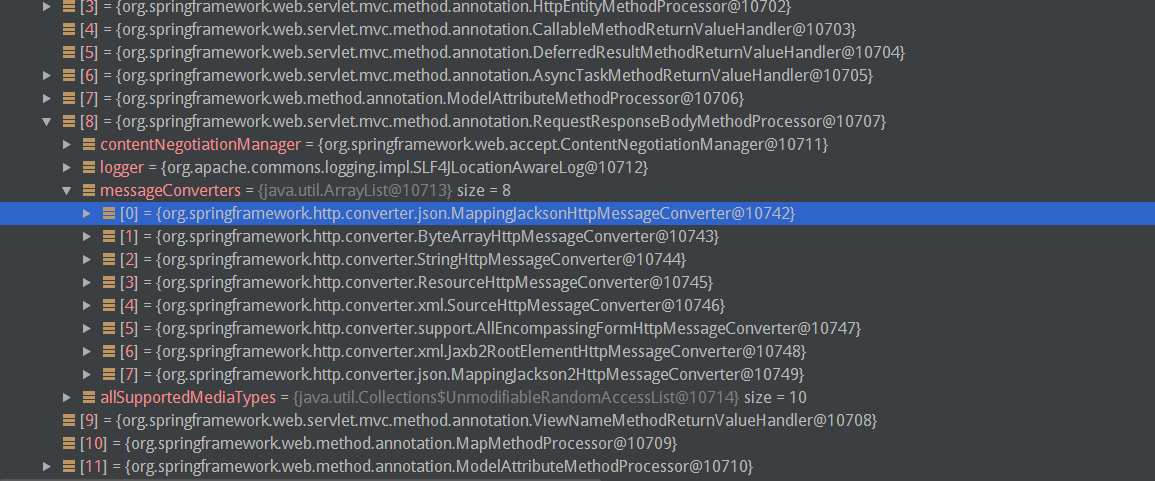 [3] = {org.springframework.web.servlet.mvc.method.annotation.HttpEntityMethodProcessor@10702}
[4] = {org.springframework.web.servlet.mvc.method.annotation.CallableMethodReturnValueHandler@10703}
[5] = {org.springframework.web.servlet.mvc.method.annotation.DeferredResultMethodReturnValueHandler@10704}
[6] = {org.springframework.web.servlet.mvc.method.annotation.AsyncTaskMethodReturnValueHandler@10705}
[7] = {org.springframework.web.method.annotation.ModelAttributeMethodProcessor@10706}
[8] = {org.springframework.web.servlet.mvc.method.annotation.RequestResponseBodyMethodProcessor@10707}
contentNegotiationManager = {org.springframework.web.accept.ContentNegotiationManager@10711}
logger = {org.apache.commons.logging.impl.SLF4JLocationAwareLog@10712}
messageConverters = {java.util.ArrayList@10713} size = 8
[0] = {org.springframework.http.converter.json.MappingJacksonHttpMessageConverter@10742}
[1] = {org.springframework.http.converter.ByteArrayHttpMessageConverter@10743}
[2] = {org.springframework.http.converter.StringHttpMessageConverter@10744}
[3] = {org.springframework.http.converter.ResourceHttpMessageConverter@10745}
[4] = {org.springframework.http.converter.xml.SourceHttpMessageConverter@10746}
[5] = {org.springframework.http.converter.support.AllEncompassingFormHttpMessageConverter@10747}
[6] = {org.springframework.http.converter.xml.Jaxb2RootElementHttpMessageConverter@10748}
[7] = {org.springframework.http.converter.json.MappingJackson2HttpMessageConverter@10749}
allSupportedMediaTypes = {java.util.Collections$UnmodifiableRandomAccessList@10714} size = 10
[9] = {org.springframework.web.servlet.mvc.method.annotation.ViewNameMethodReturnValueHandler@10708}
[10] = {org.springframework.web.method.annotation.MapMethodProcessor@10709}
[11] = {org.springframework.web.method.annotation.ModelAttributeMethodProcessor@10710}